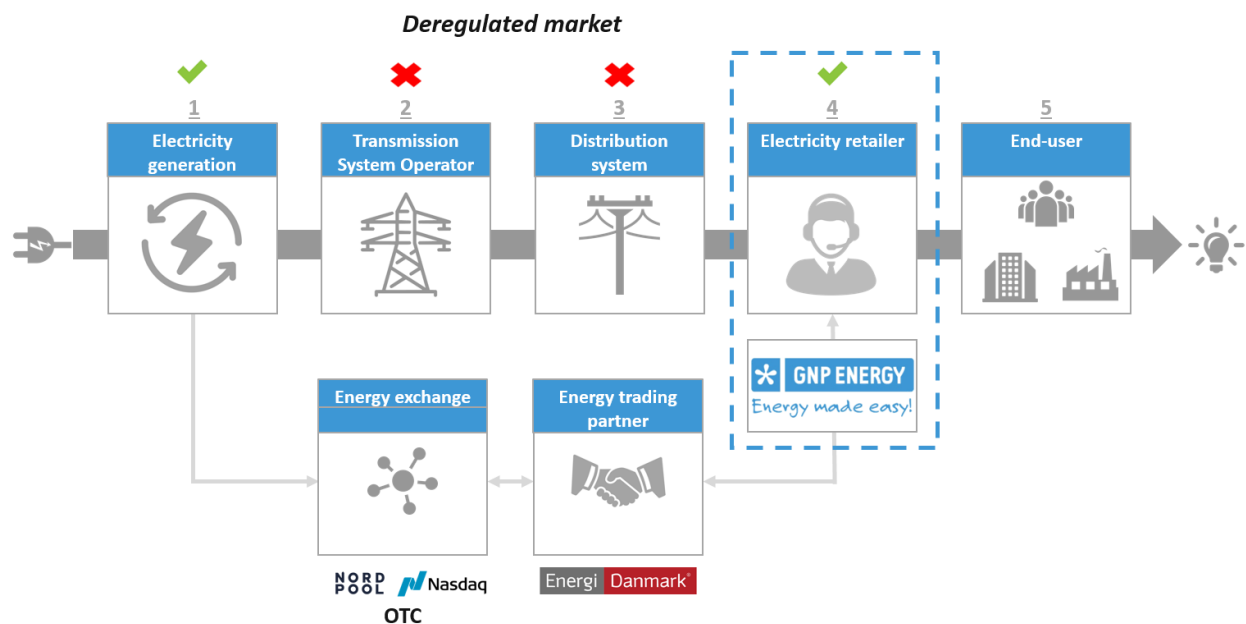 Deregulated market
1
2
3
4
5
Electricity
generation
Transmission
System Operator
Distribution
system
Electricity retailer
End-user
GNP ENERGY
Energy made easy!
Energy exchange
Energy trading
partner
NORD
POOL
Nasdaq
OTC
Energi Danmark